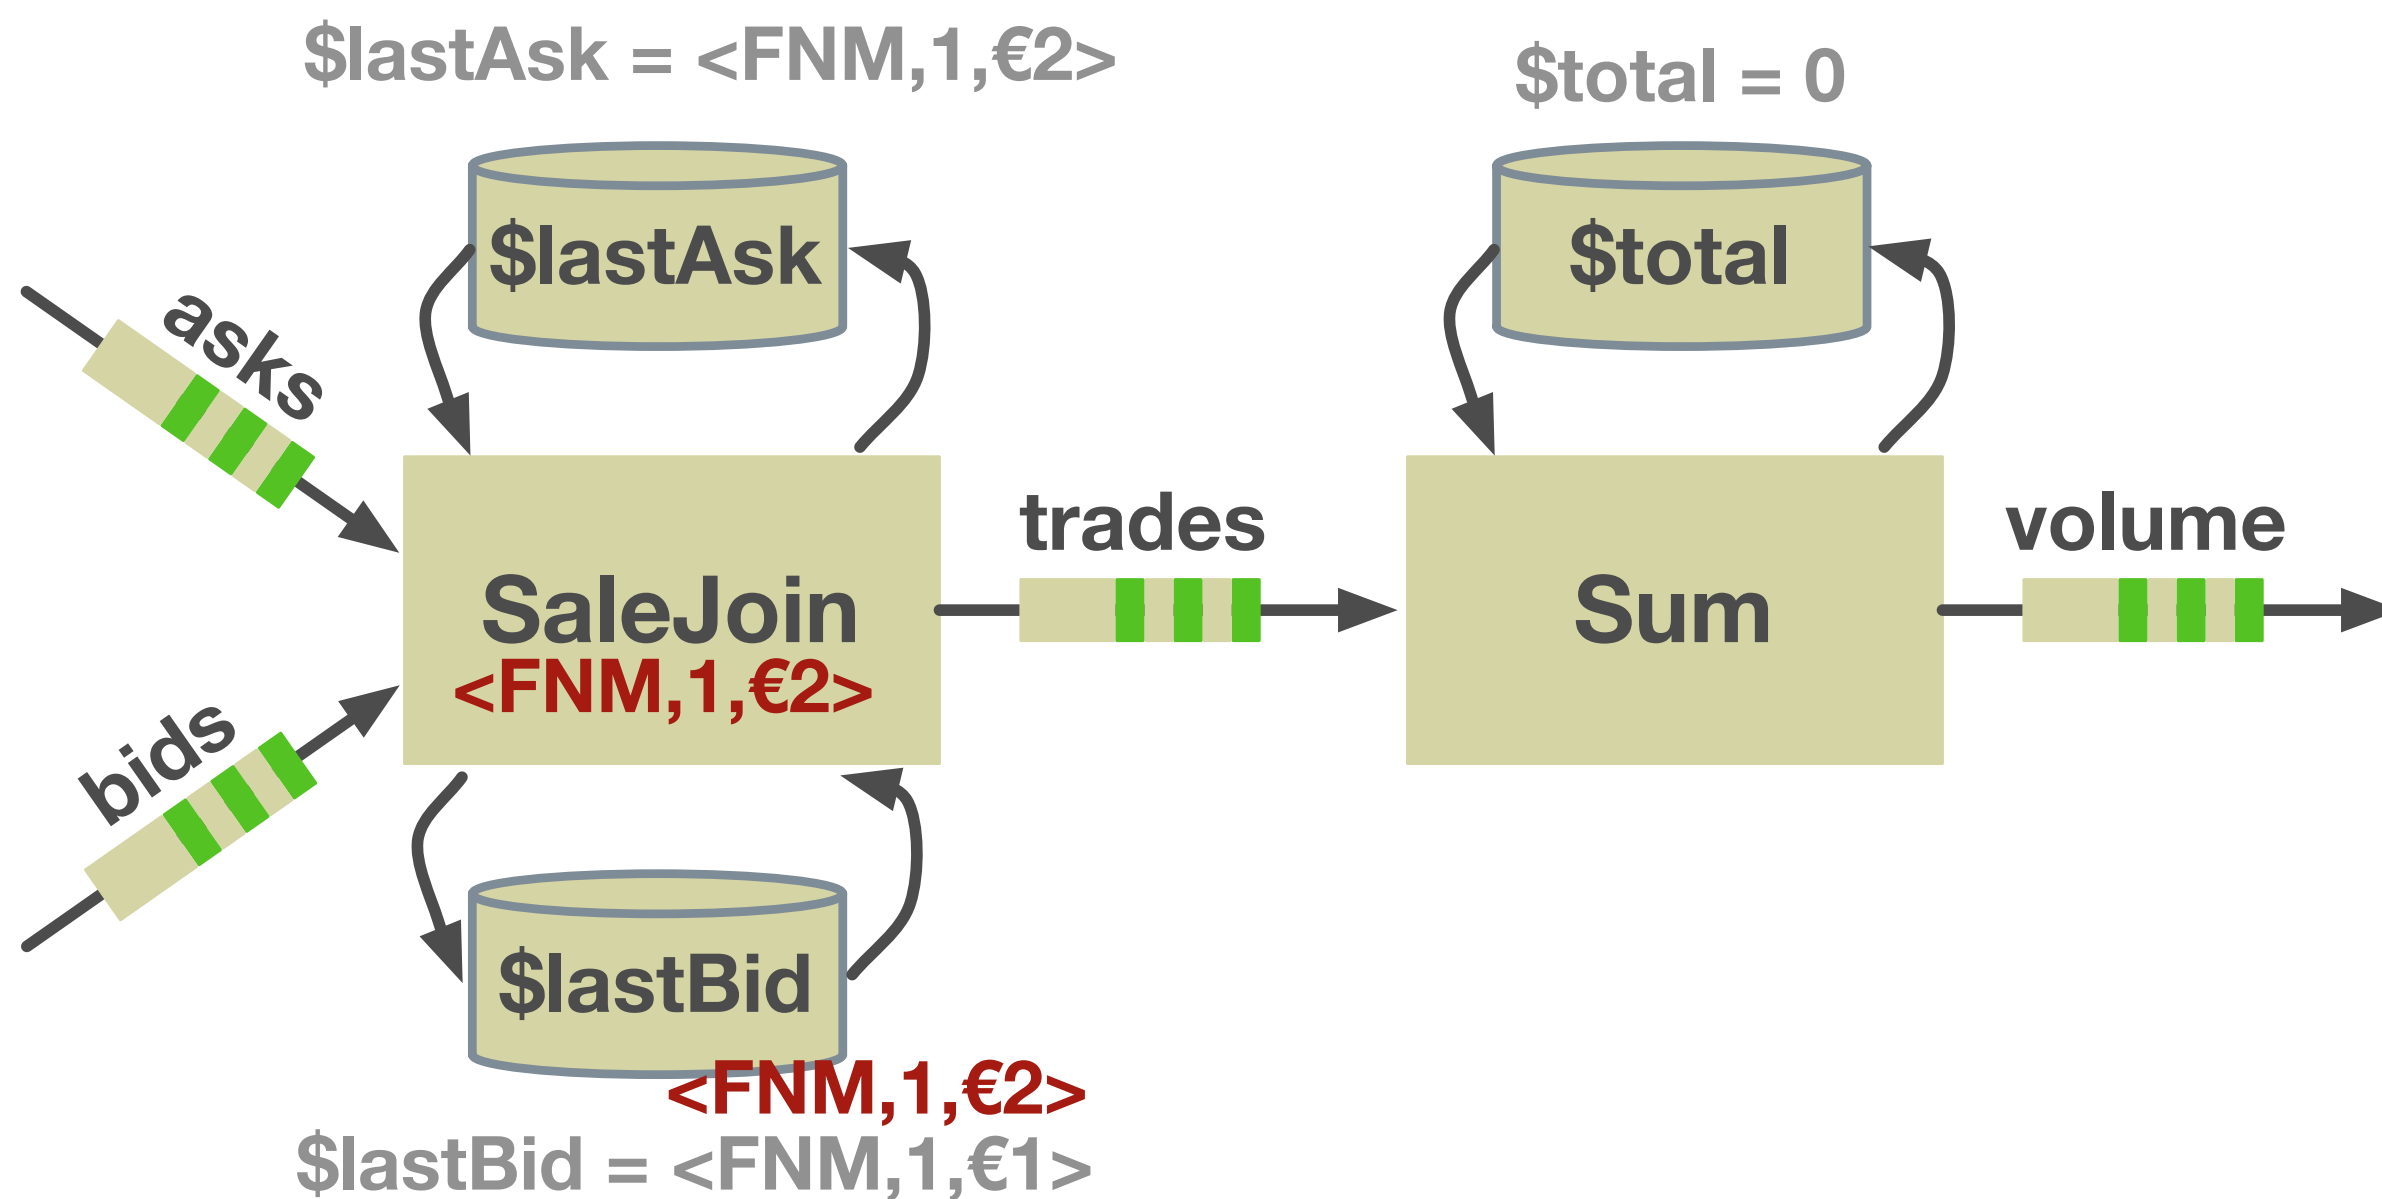 $lastAsk = <FNM,1,€2>
$total = 0
$lastAsk
$total
asks
trades
volume
SaleJoin
<FNM,1,€2>
Sum
bids
$lastBid
<FNM,1,€2>
$lastBid = <FNM,1,€1>